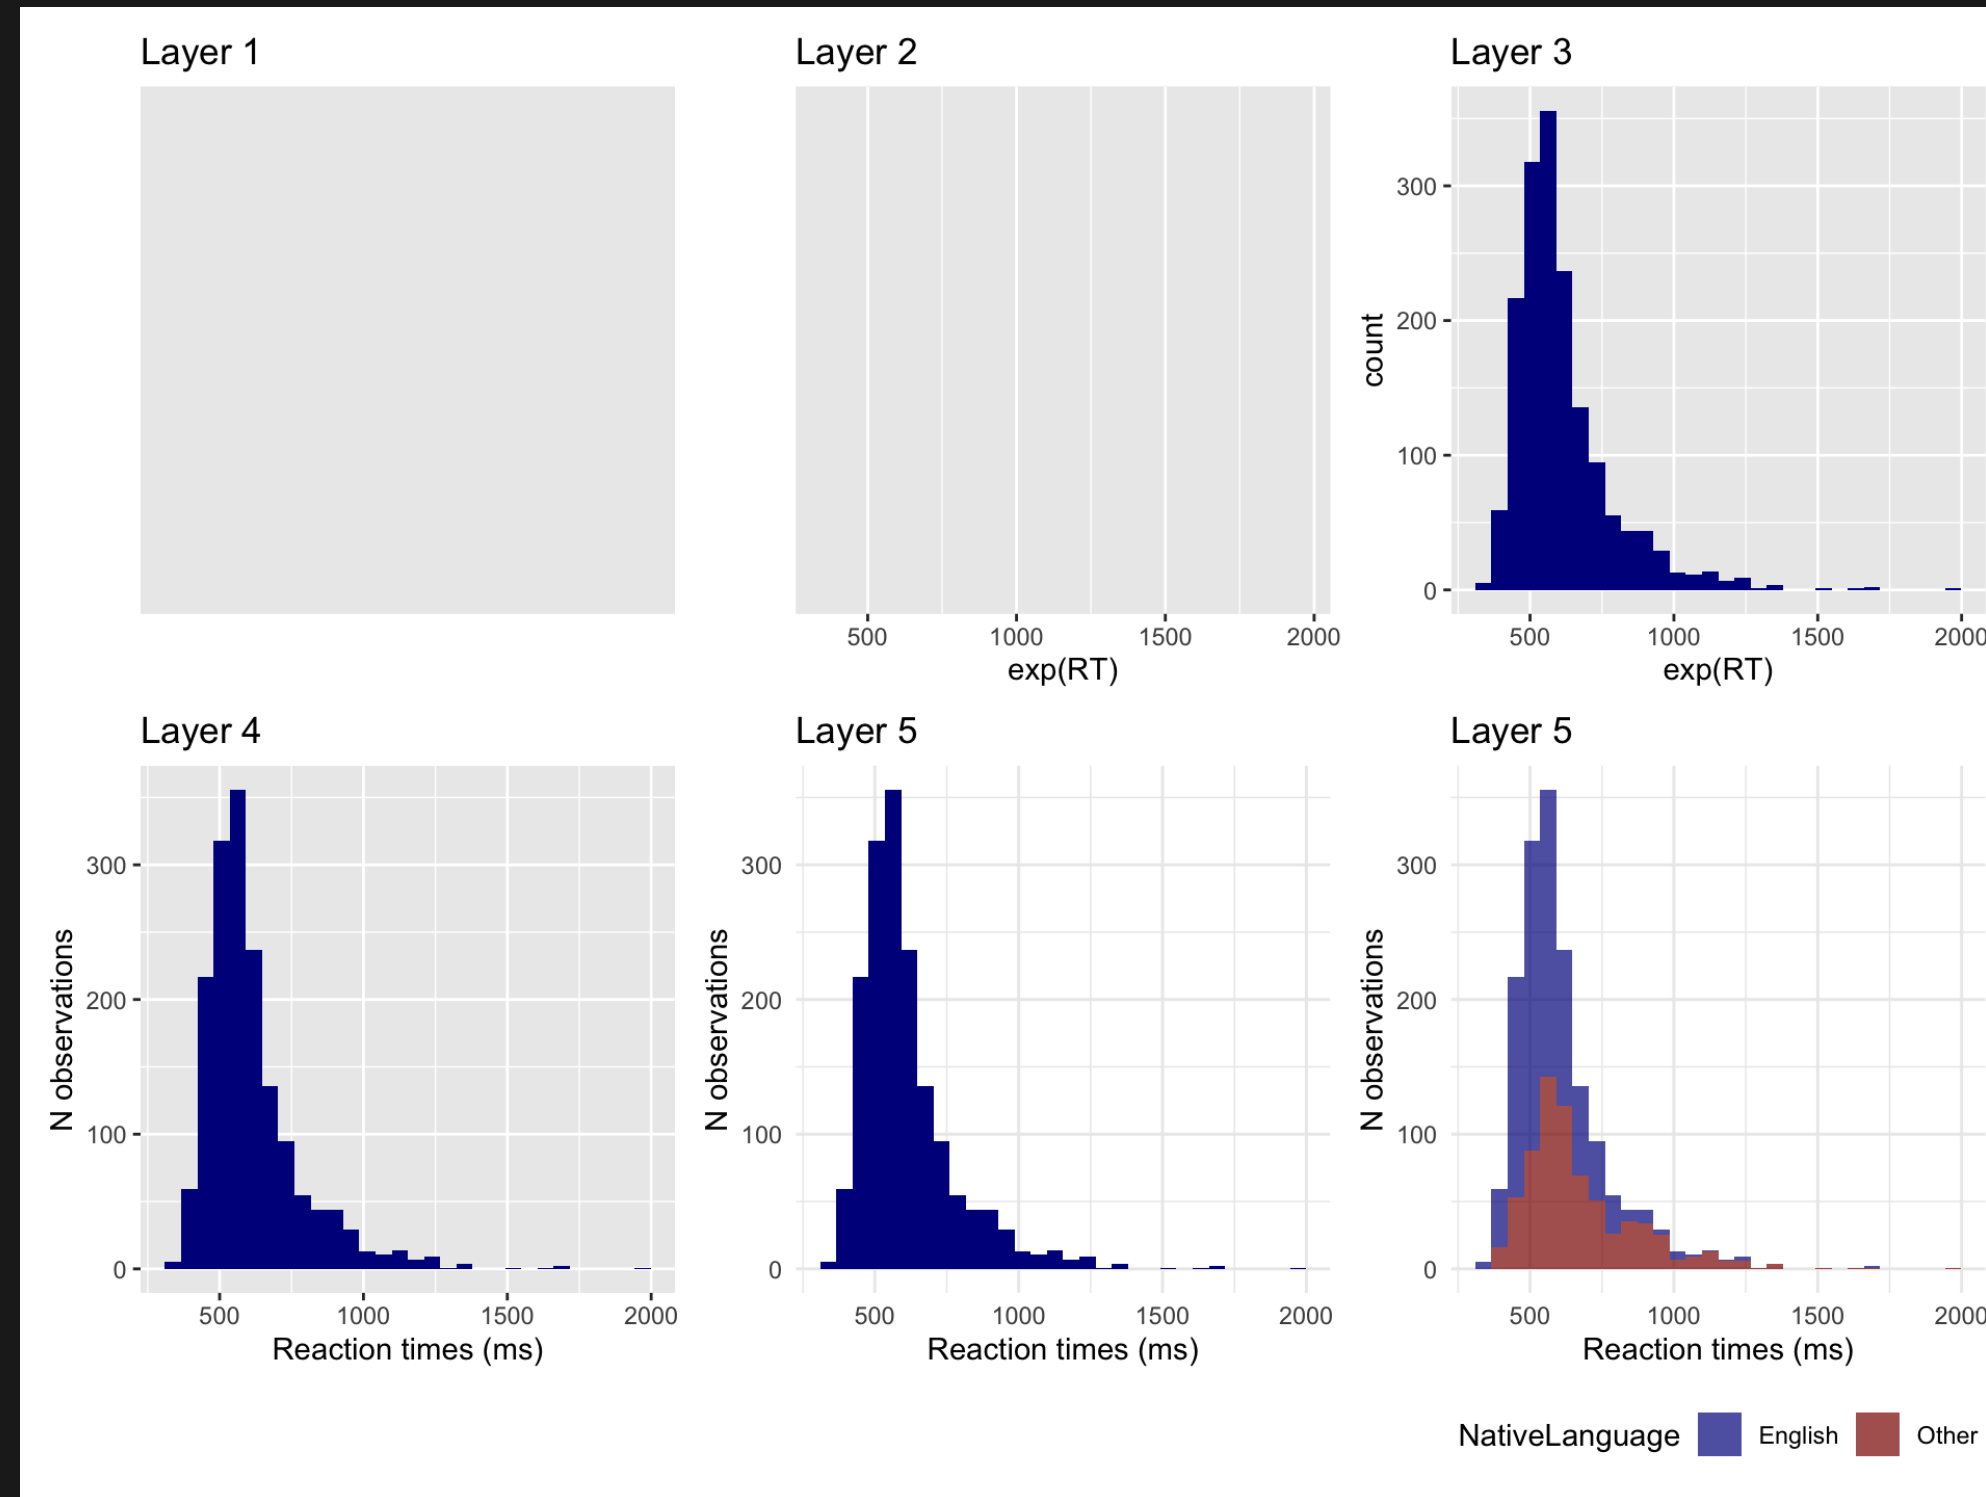 Layer 1
Layer 2
500 1000 1500 2000
exp(RT)
Layer 3
count
300
200
100
0
500 1000 1500 2000
exp(RT)
Layer 4
N observations
300
200
100
0
500 1000 1500 2000
Reaction times (ms)
Layer 5
N observations
300
200
100
0
500 1000 1500 2000
Reaction times (ms)
Layer 5
N observations
300
200
100
0
500 1000 1500 2000
Reaction times (ms)
NativeLanguage English Other